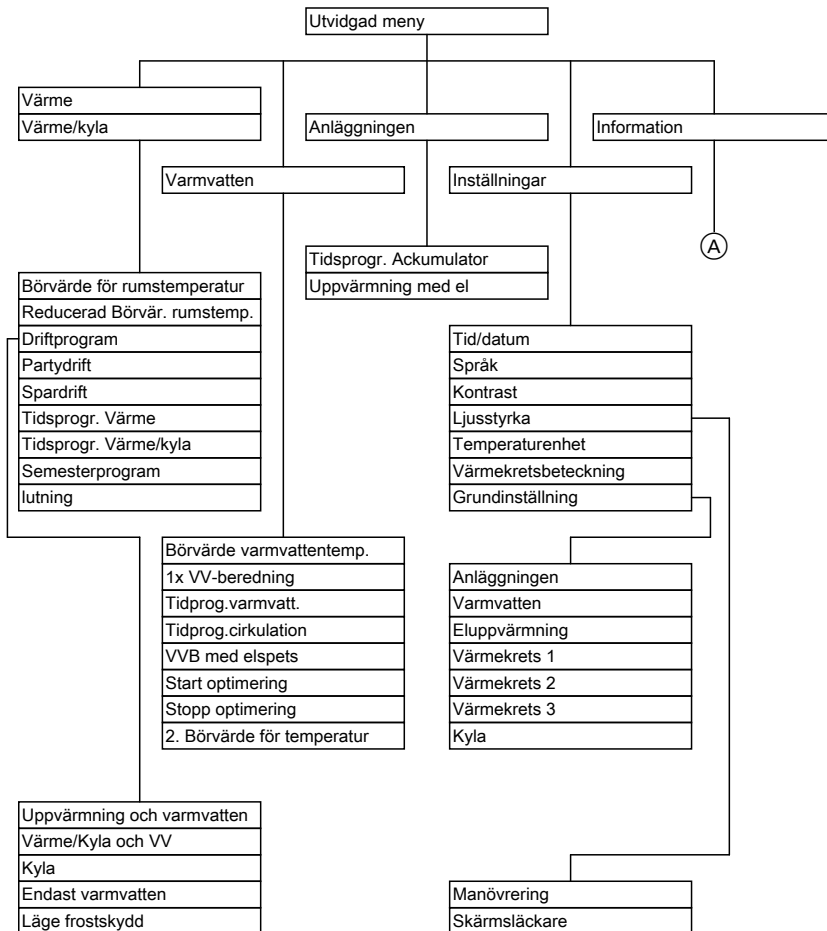 Utvidgad meny
Värme
Värme/kyla
Anläggningen
Information
Varmvatten
Inställningar
A
Tidsprogr. Ackumulator
Uppvärmning med el
Börvärde för rumstemperatur
Reducerad Börvär. rumstemp.
Driftprogram
Partydrift
Spardrift
Tidsprogr. Värme
Tidsprogr. Värme/kyla
Semesterprogram
lutning
Tid/datum
Språk
Kontrast
Ljusstyrka
Temperaturenhet
Värmekretsbeteckning
Grundinställning
Börvärde varmvattentemp.
1x VV-beredning
Tidprog.varmvatt.
Tidprog.cirkulation
VVB med elspets
Start optimering
Stopp optimering
2. Börvärde för temperatur
Anläggningen
Varmvatten
Eluppvärmning
Värmekrets 1
Värmekrets 2
Värmekrets 3
Kyla
Uppvärmning och varmvatten
Värme/Kyla och VV
Kyla
Endast varmvatten
Läge frostskydd
Manövrering
Skärmsläckare